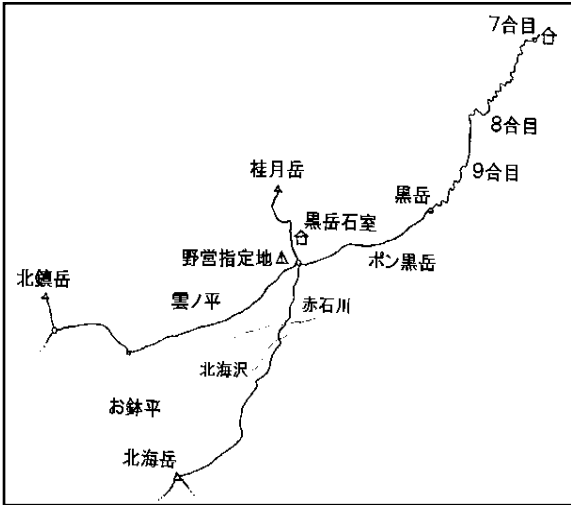 7合目
8合目
9合目
桂月岳
黒岳
黒岳石室
野営指定地
ポン黒岳
北鎮岳
雲ノ平
赤石川
北海沢
お鉢平
北海岳